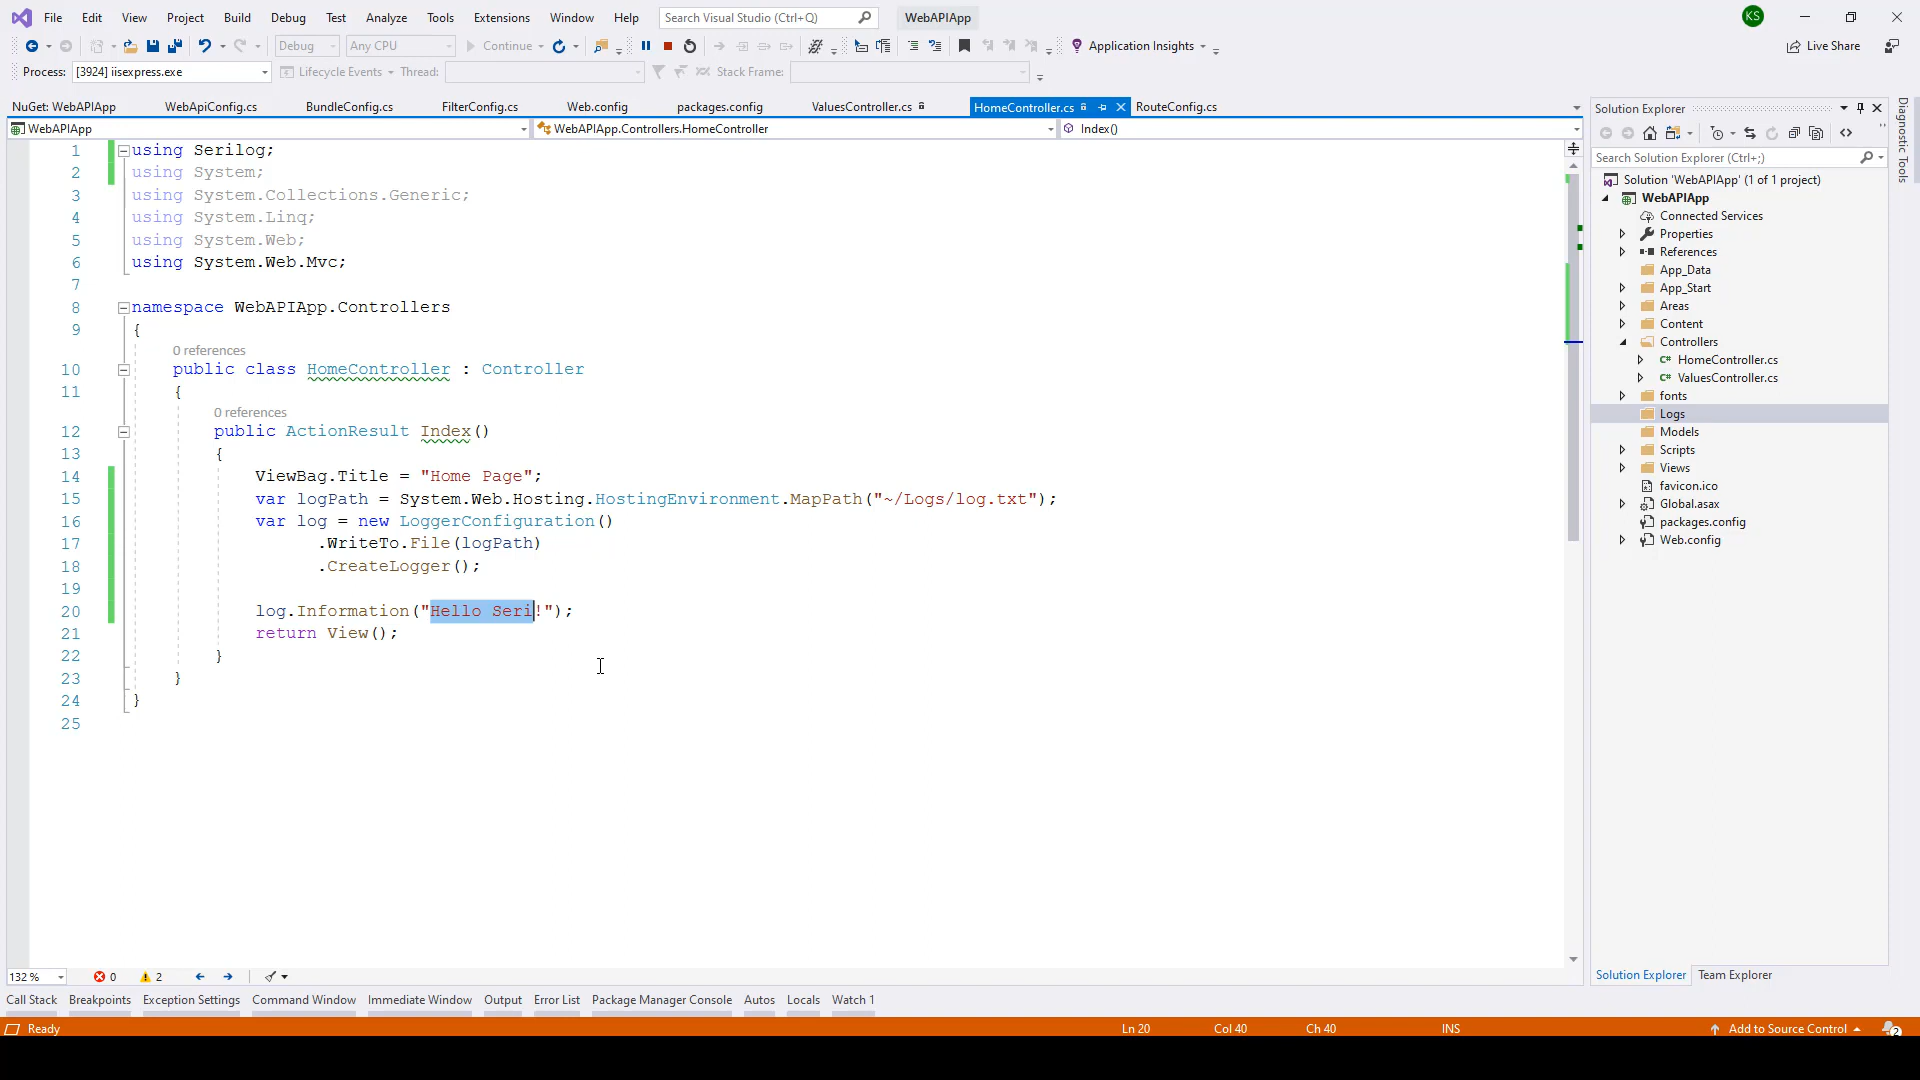 File Edit View Project Build Debug Test Analyze Tools Extensions Window Help Search Visual Studio (Ctrl+Q) WebAPIApp KS
Debug Any CPU Continue Application Insights Live Share
Process: [3924] iisexpress.exe Lifecycle Events Thread: Stack Frame:
NuGet: WebAPIApp WebApiConfig.cs BundleConfig.cs FilterConfig.cs Web.config packages.config ValuesController.cs HomeController.cs RouteConfig.cs
WebAPIApp WebAPIApp.Controllers.HomeController Index()
1 using Serilog;
2 using System;
3 using System.Collections.Generic;
4 using System.Linq;
5 using System.Web;
6 using System.Web.Mvc;
7
8 namespace WebAPIApp.Controllers
9 {
0 references
10 public class HomeController : Controller
11 {
0 references
12 public ActionResult Index()
13 {
14 ViewBag.Title = "Home Page";
15 var logPath = System.Web.Hosting.HostingEnvironment.MapPath("~/Logs/log.txt");
16 var log = new LoggerConfiguration()
17 .WriteTo.File(logPath)
18 .CreateLogger();
19
20 log.Information("Hello Seri!");
21 return View();
22 }
23 }
24 }
25
132 % 0 2
Solution Explorer
Search Solution Explorer (Ctrl+;)
Solution 'WebAPIApp' (1 of 1 project)
WebAPIApp
Connected Services
Properties
References
App_Data
App_Start
Areas
Content
Controllers
C# HomeController.cs
C# ValuesController.cs
fonts
Logs
Models
Scripts
Views
favicon.ico
Global.asax
packages.config
Web.config
Solution Explorer Team Explorer
Diagnostic Tools
Call Stack Breakpoints Exception Settings Command Window Immediate Window Output Error List Package Manager Console Autos Locals Watch 1
Ready Ln 20 Col 40 Ch 40 INS Add to Source Control 2